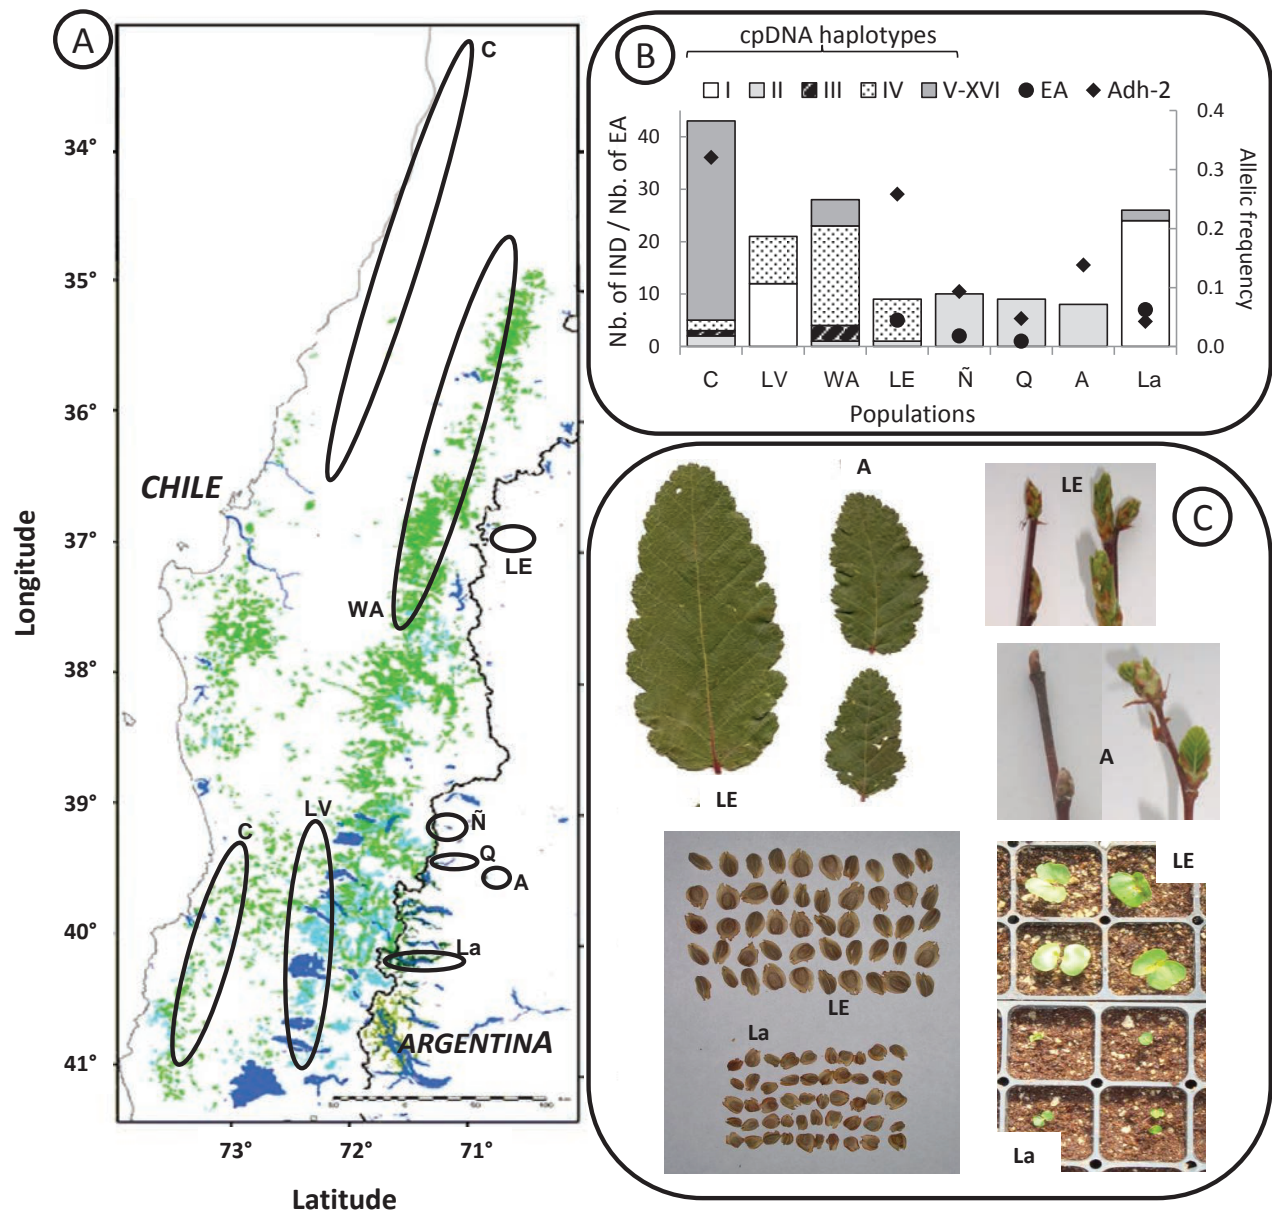 A
C
34°
35°
36°
CHILE
37°
LE
WA
Longitude
38°
39°
LV
Ñ
C
Q
A
40°
La
ARGENTINA
41°
73°
72°
71°
Latitude
B
cpDNA haplotypes
I II III IV V-XVI EA Adh-2
Nb. of IND / Nb. of EA
40
30
20
10
0
0.4
0.3
0.2
0.1
0.0
Allelic frequency
C LV WA LE Ñ Q A La
Populations
C
A
LE
LE
A
LE
La
LE
La